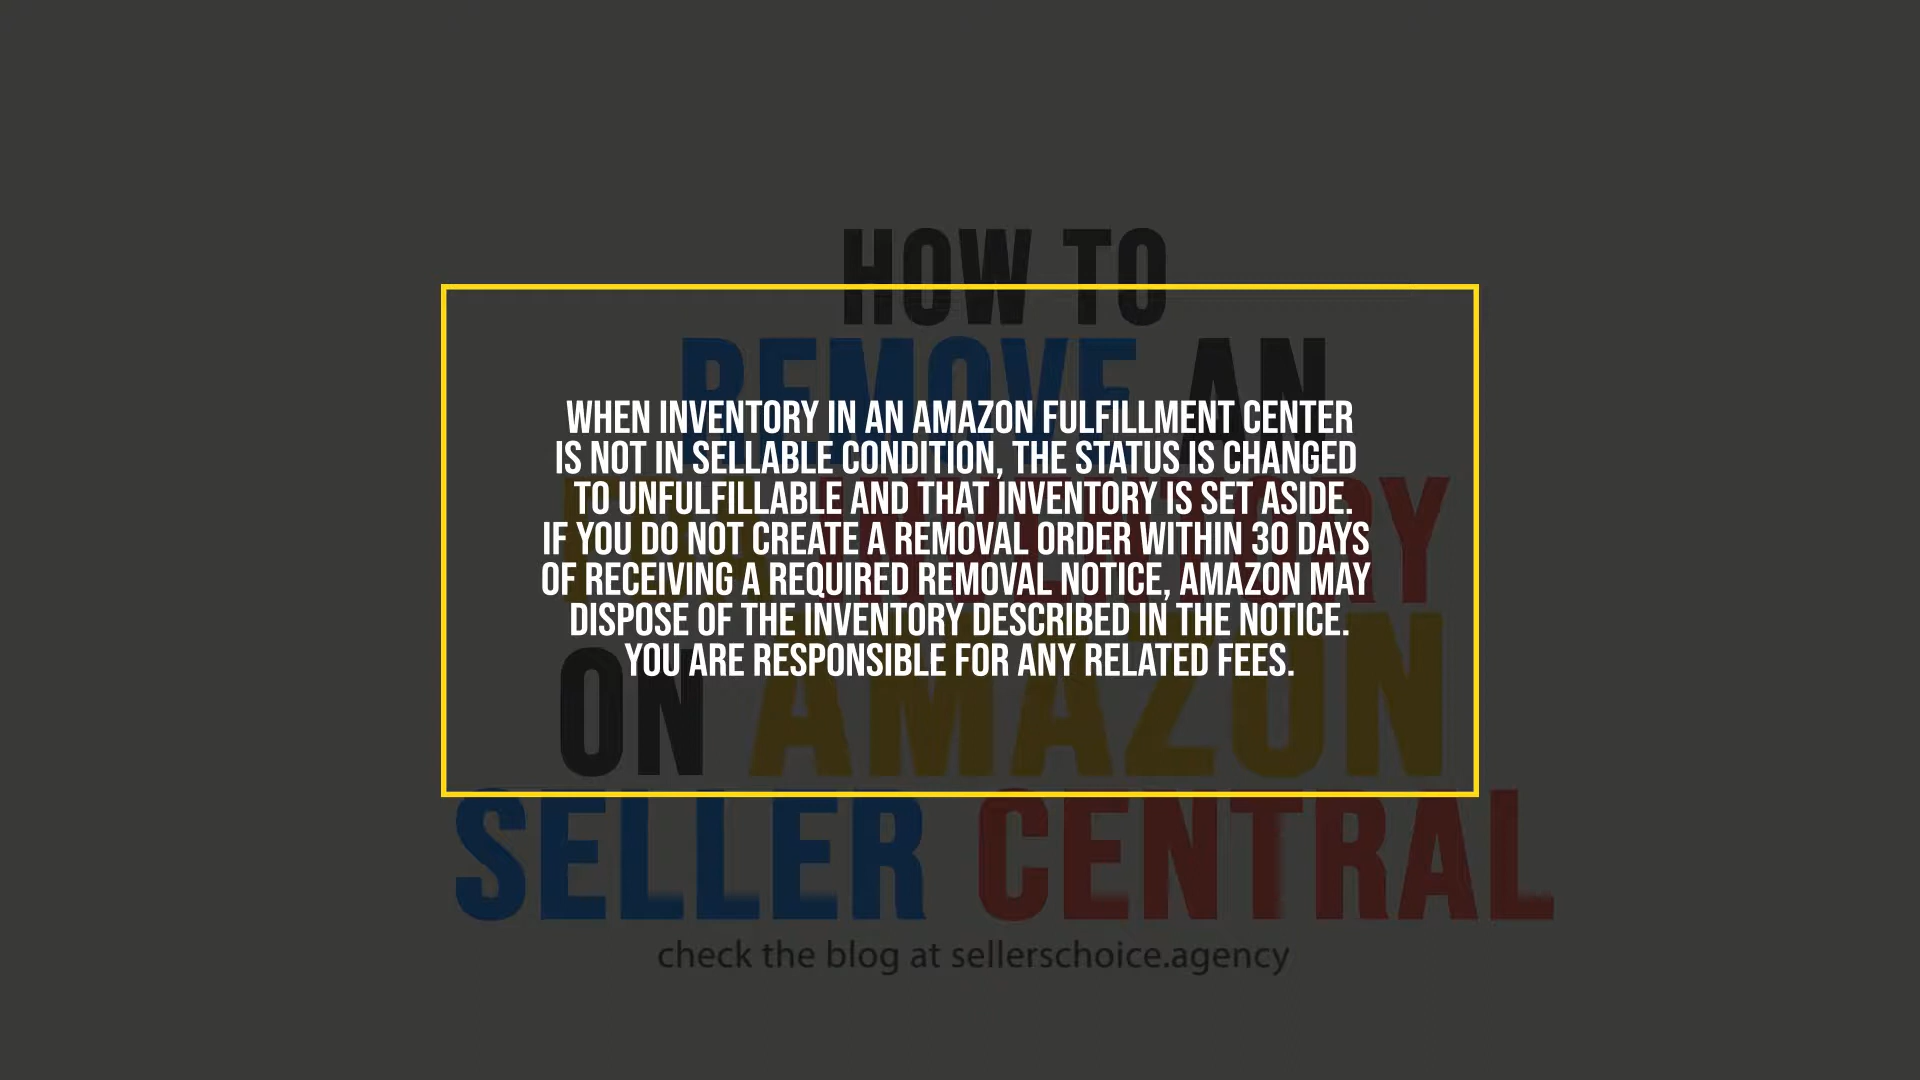 HOW TO
REMOVE AN
INVENTORY
ON AMAZON
SELLER CENTRAL
check the blog at sellerschoice.agency
WHEN INVENTORY IN AN AMAZON FULFILLMENT CENTER
IS NOT IN SELLABLE CONDITION, THE STATUS IS CHANGED
TO UNFULFILLABLE AND THAT INVENTORY IS SET ASIDE.
IF YOU DO NOT CREATE A REMOVAL ORDER WITHIN 30 DAYS
OF RECEIVING A REQUIRED REMOVAL NOTICE, AMAZON MAY
DISPOSE OF THE INVENTORY DESCRIBED IN THE NOTICE.
YOU ARE RESPONSIBLE FOR ANY RELATED FEES.